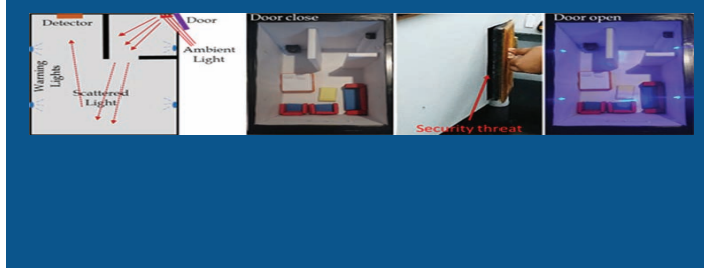 Detector
Door
Ambient
Light
Warning
Lights
Scattered
Light
Door close
Security threat
Door open